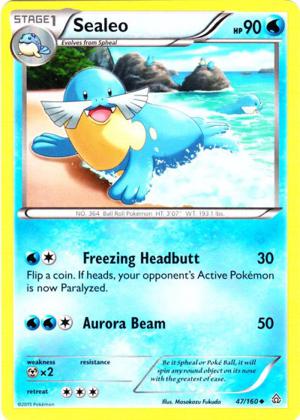 STAGE1
Sealeo
HP 90
Evolves from Spheal
NO. 364 Ball Roll Pokémon HT. 3'07" WT. 193.1 lbs.
Freezing Headbutt 30
Flip a coin. If heads, your opponent's Active Pokémon
is now Paralyzed.
Aurora Beam 50
weakness resistance
×2
retreat
Be it Spheal or Poké Ball, it will
spin any round object on its nose
with the greatest of ease.
©2015 Pokémon
Illus. Masakazu Fukuda
47/160